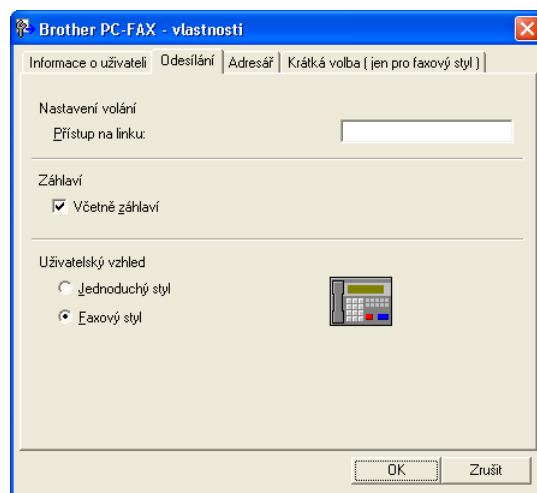 Brother PC-FAX - vlastnosti
Informace o uživateli Odesílání Adresář Krátká volba ( jen pro faxový styl )
Nastavení volání
Přístup na linku:
Záhlaví
Včetně záhlaví
Uživatelský vzhled
Jednoduchý styl
Faxový styl
OK Zrušit